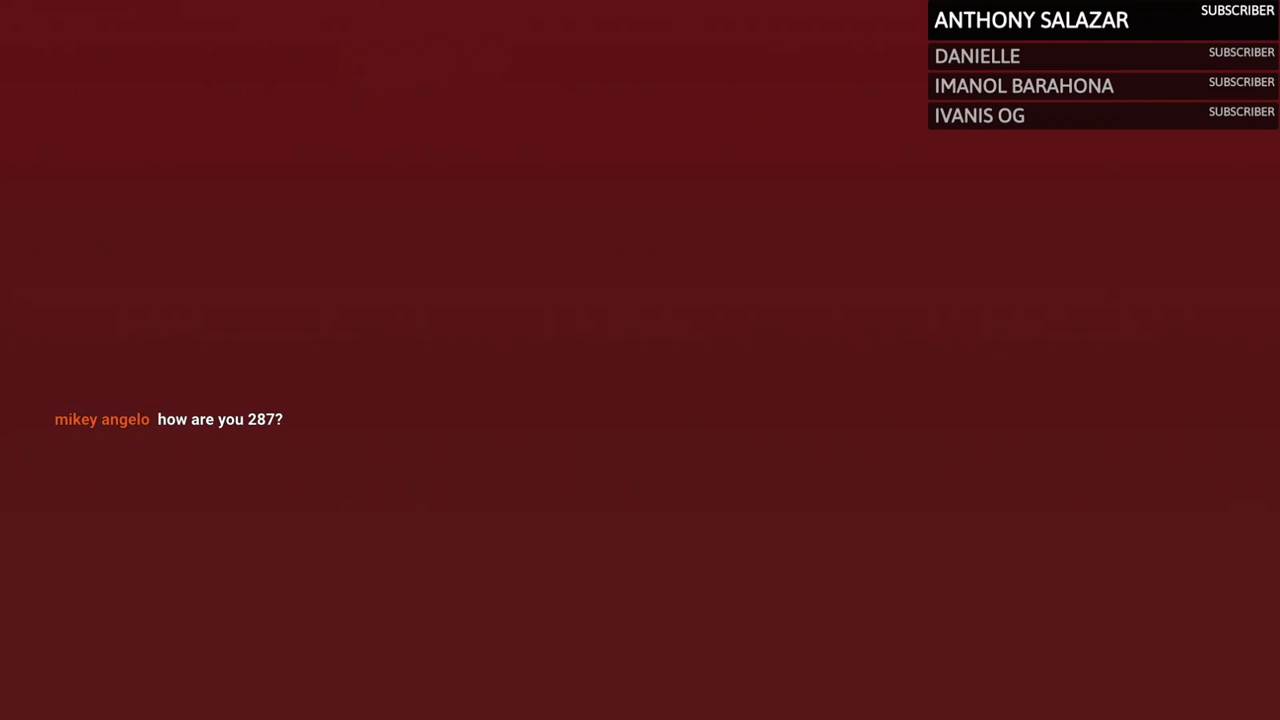 ANTHONY SALAZAR SUBSCRIBER
DANIELLE SUBSCRIBER
IMANOL BARAHONA SUBSCRIBER
IVANIS OG SUBSCRIBER
mikey angelo how are you 287?